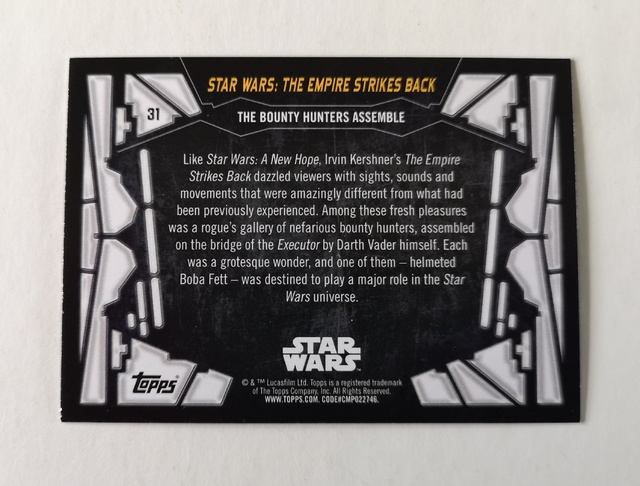 STAR WARS: THE EMPIRE STRIKES BACK
31
THE BOUNTY HUNTERS ASSEMBLE
Like Star Wars: A New Hope, Irvin Kershner's The Empire
Strikes Back dazzled viewers with sights, sounds and
movements that were amazingly different from what had
been previously experienced. Among these fresh pleasures
was a rogue's gallery of nefarious bounty hunters, assembled
on the bridge of the Executor by Darth Vader himself. Each
was a grotesque wonder, and one of them – helmeted
Boba Fett – was destined to play a major role in the Star
Wars universe.
STAR
WARS
topps
© & ™ Lucasfilm Ltd. Topps is a registered trademark
of The Topps Company, Inc. All Rights Reserved.
WWW.TOPPS.COM. CODE#CMP022746.